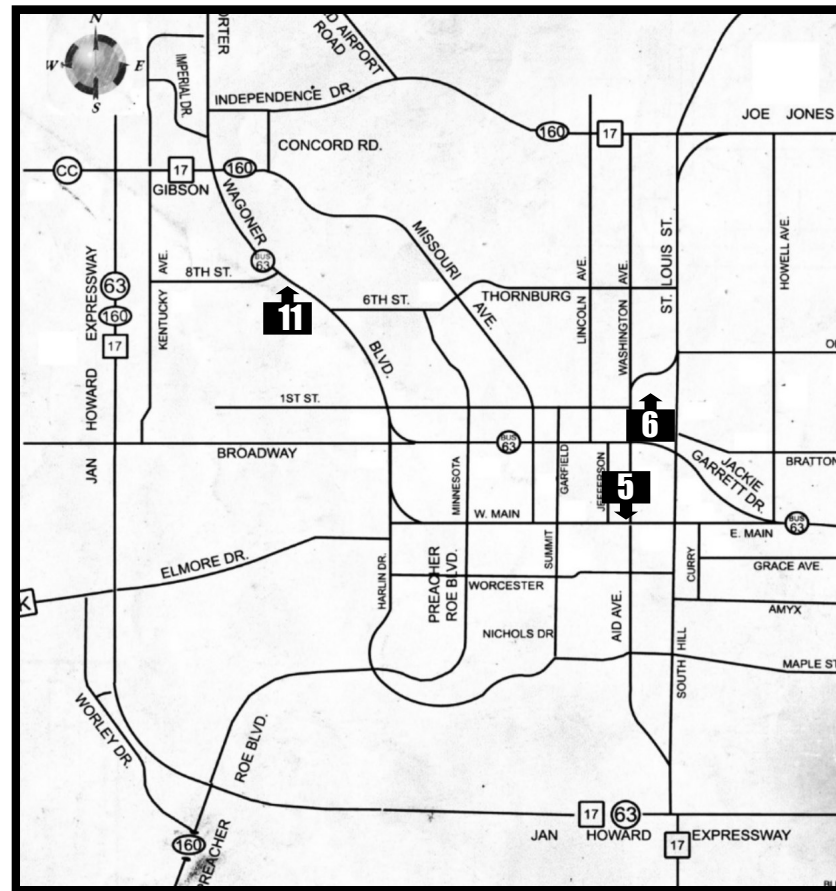 N
W
E
S
ORTER
D AIRPORT
ROAD
IMPERIAL DR.
INDEPENDENCE DR.
CONCORD RD.
160
17
JOE JONES
CC
17
160
GIBSON
WAGONER
BUS
63
BLVD.
MISSOURI
AVE.
8TH ST.
KENTUCKY
AVE.
JAN HOWARD
EXPRESSWAY
63
160
17
11
6TH ST.
THORNBURG
LINCOLN
AVE.
WASHINGTON
AVE.
ST. LOUIS ST.
HOWELL AVE.
1ST ST.
BROADWAY
BUS
63
6
JACKIE
GARRETT DR.
BRATTON
MINNESOTA
GARFIELD
JEFFERSON
5
W. MAIN
E. MAIN
BUS
63
ELMORE DR.
K
HARLIN DR.
PREACHER
ROE BLVD.
WORCESTER
SUMMIT
CURRY
GRACE AVE.
AMYX
NICHOLS DR
AID AVE.
SOUTH HILL
MAPLE ST
WORLEY DR.
ROE BLVD.
PREACHER
160
17
63
JAN HOWARD EXPRESSWAY
17